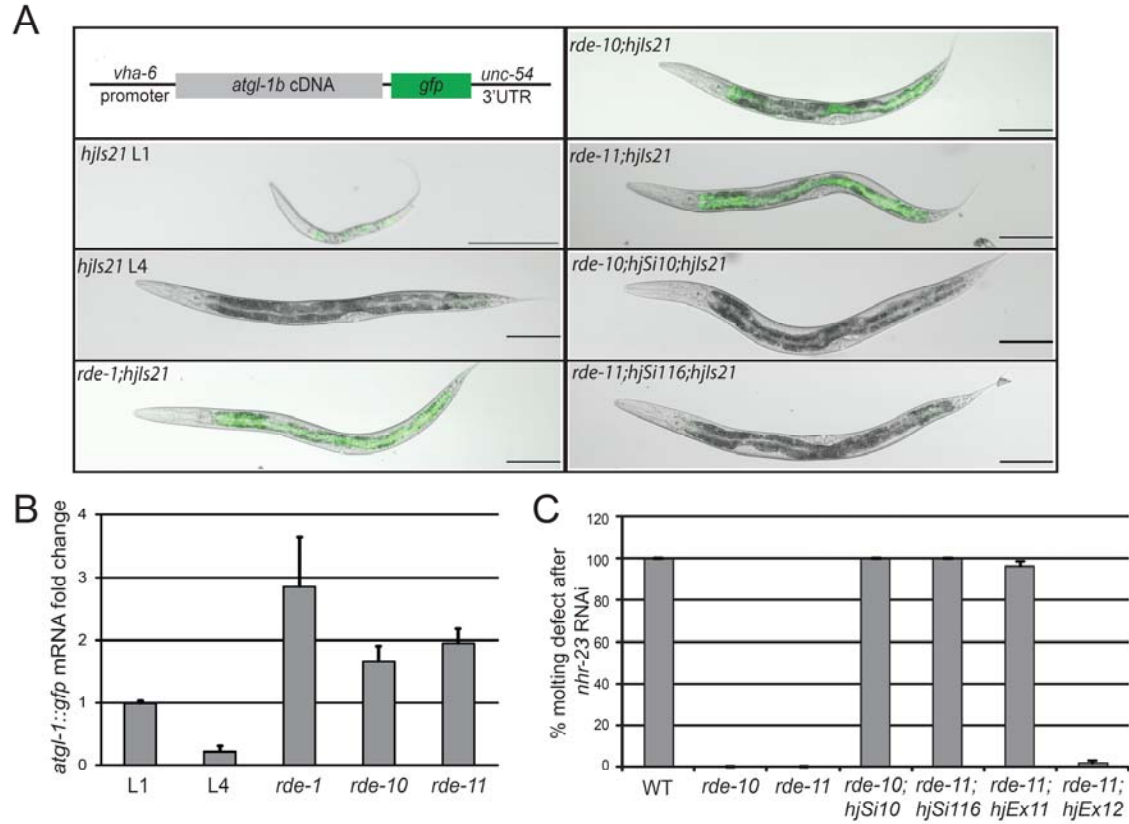 A
vha-6
promoter
atgl-1b cDNA
gfp
unc-54
3'UTR
hjIs21 L1
hjIs21 L4
rde-1;hjIs21
rde-10;hjIs21
rde-11;hjIs21
rde-10;hjSi10;hjIs21
rde-11;hjSi116;hjIs21
B
atgl-1::gfp mRNA fold change
4
3
2
1
0
L1 L4 rde-1 rde-10 rde-11
C
% molting defect after
nhr-23 RNAi
120
100
80
60
40
20
0
WT rde-10 rde-11 rde-10; rde-11; rde-11; rde-11;
hjSi10 hjSi116 hjEx11 hjEx12